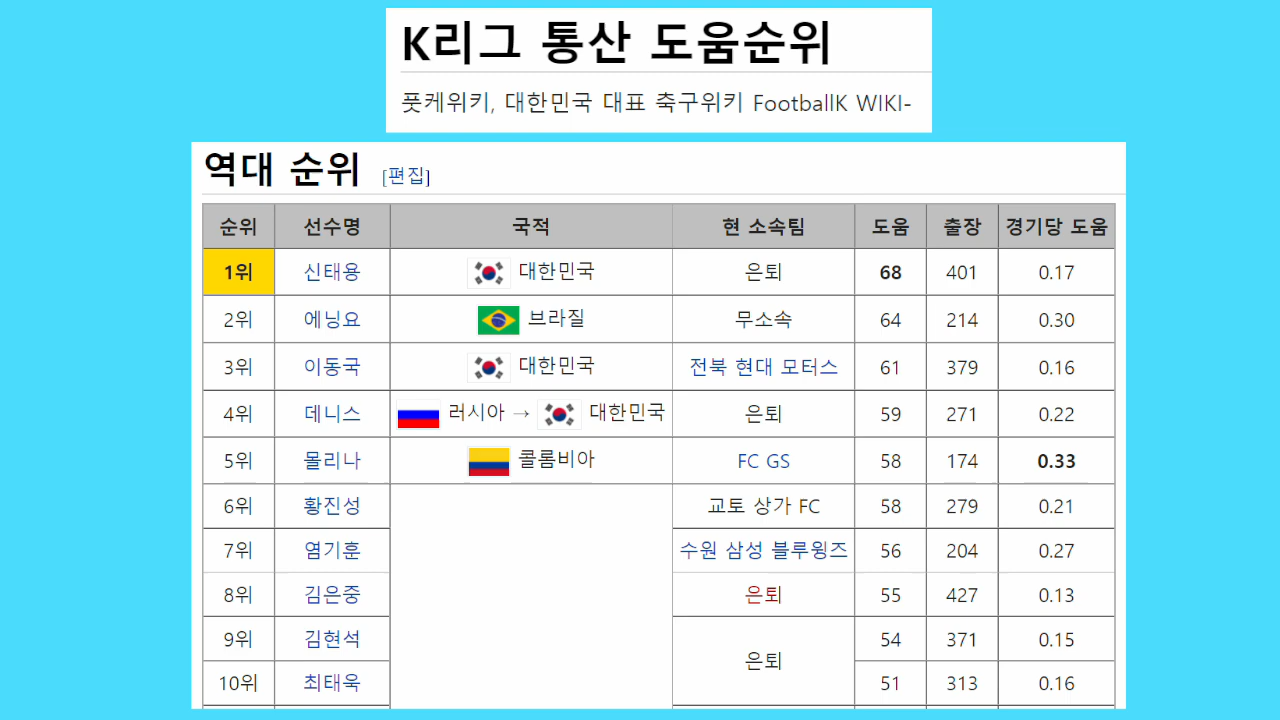 K리그 통산 도움순위
풋케위키, 대한민국 대표 축구위키 FootballK WIKI-
역대 순위 [편집]
순위 선수명 국적 현 소속팀 도움 출장 경기당 도움
1위 신태용 대한민국 은퇴 68 401 0.17
2위 에닝요 브라질 무소속 64 214 0.30
3위 이동국 대한민국 전북 현대 모터스 61 379 0.16
4위 데니스 러시아 → 대한민국 은퇴 59 271 0.22
5위 몰리나 콜롬비아 FC GS 58 174 0.33
6위 황진성 교토 상가 FC 58 279 0.21
7위 염기훈 수원 삼성 블루윙즈 56 204 0.27
8위 김은중 은퇴 55 427 0.13
9위 김현석 54 371 0.15
은퇴
10위 최태욱 51 313 0.16